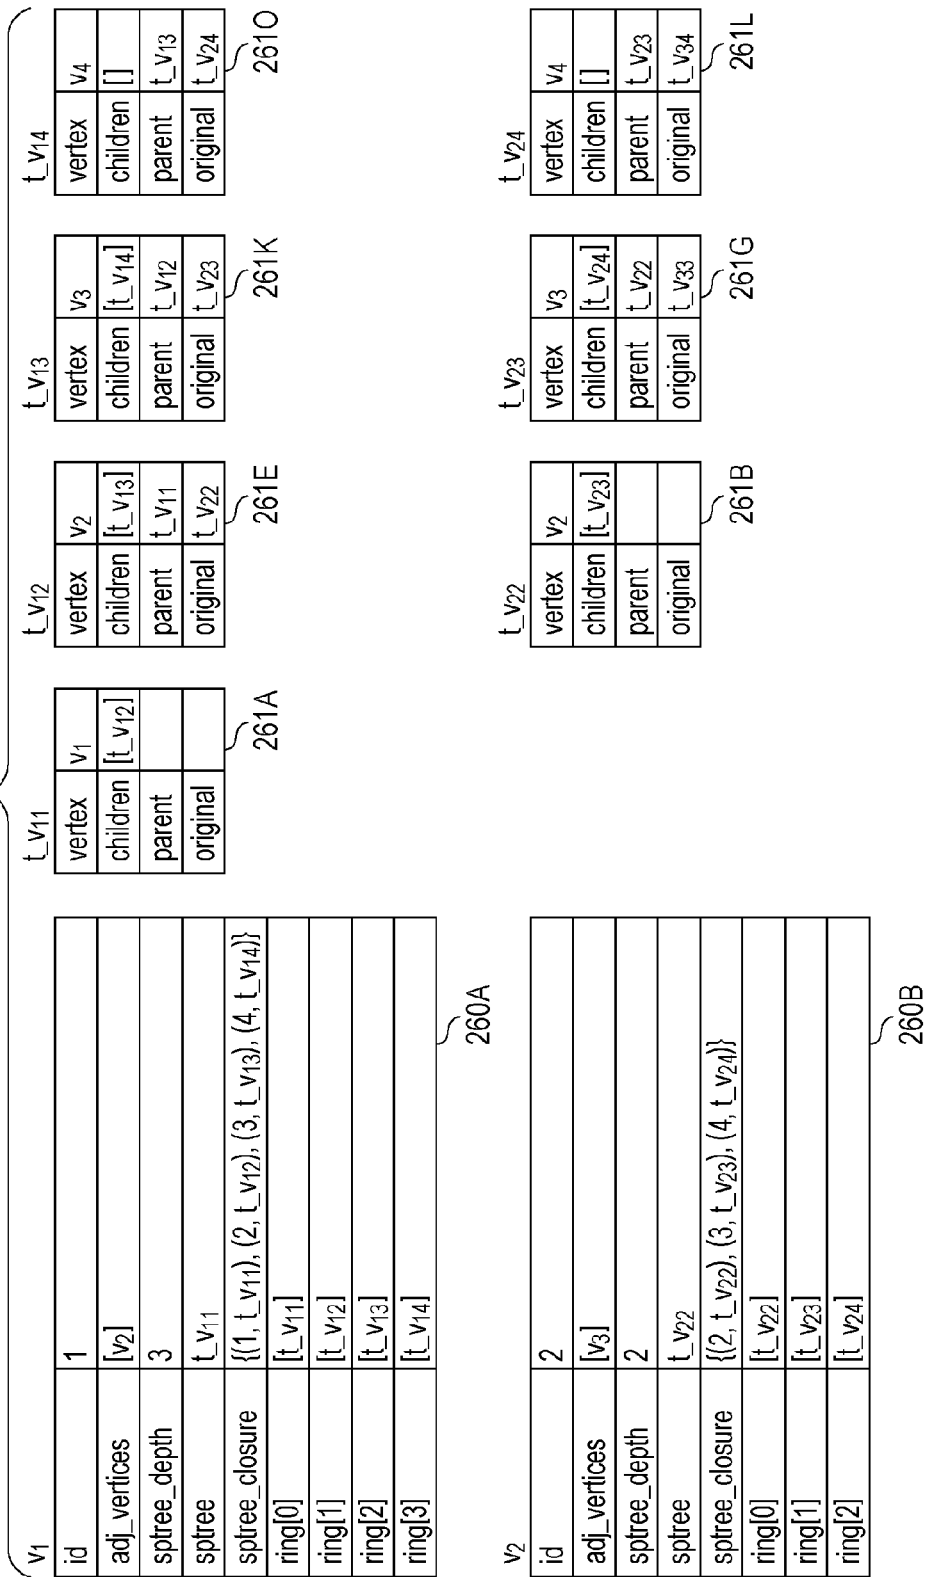 v1
id 1
adj_vertices [v2]
sptree_depth 3
sptree t_v11
sptree_closure {(1, t_v11), (2, t_v12), (3, t_v13), (4, t_v14)}
ring[0] [t_v11]
ring[1] [t_v12]
ring[2] [t_v13]
ring[3] [t_v14]
260A
t_v11
vertex v1
children [t_v12]
parent
original
261A
t_v12
vertex v2
children [t_v13]
parent t_v11
original t_v22
261E
t_v13
vertex v3
children [t_v14]
parent t_v12
original t_v23
261K
t_v14
vertex v4
children []
parent t_v13
original t_v24
261O
v2
id 2
adj_vertices [v3]
sptree_depth 2
sptree t_v22
sptree_closure {(2, t_v22), (3, t_v23), (4, t_v24)}
ring[0] [t_v22]
ring[1] [t_v23]
ring[2] [t_v24]
260B
t_v22
vertex v2
children [t_v23]
parent
original
261B
t_v23
vertex v3
children [t_v24]
parent t_v22
original t_v33
261G
t_v24
vertex v4
children []
parent t_v23
original t_v34
261L